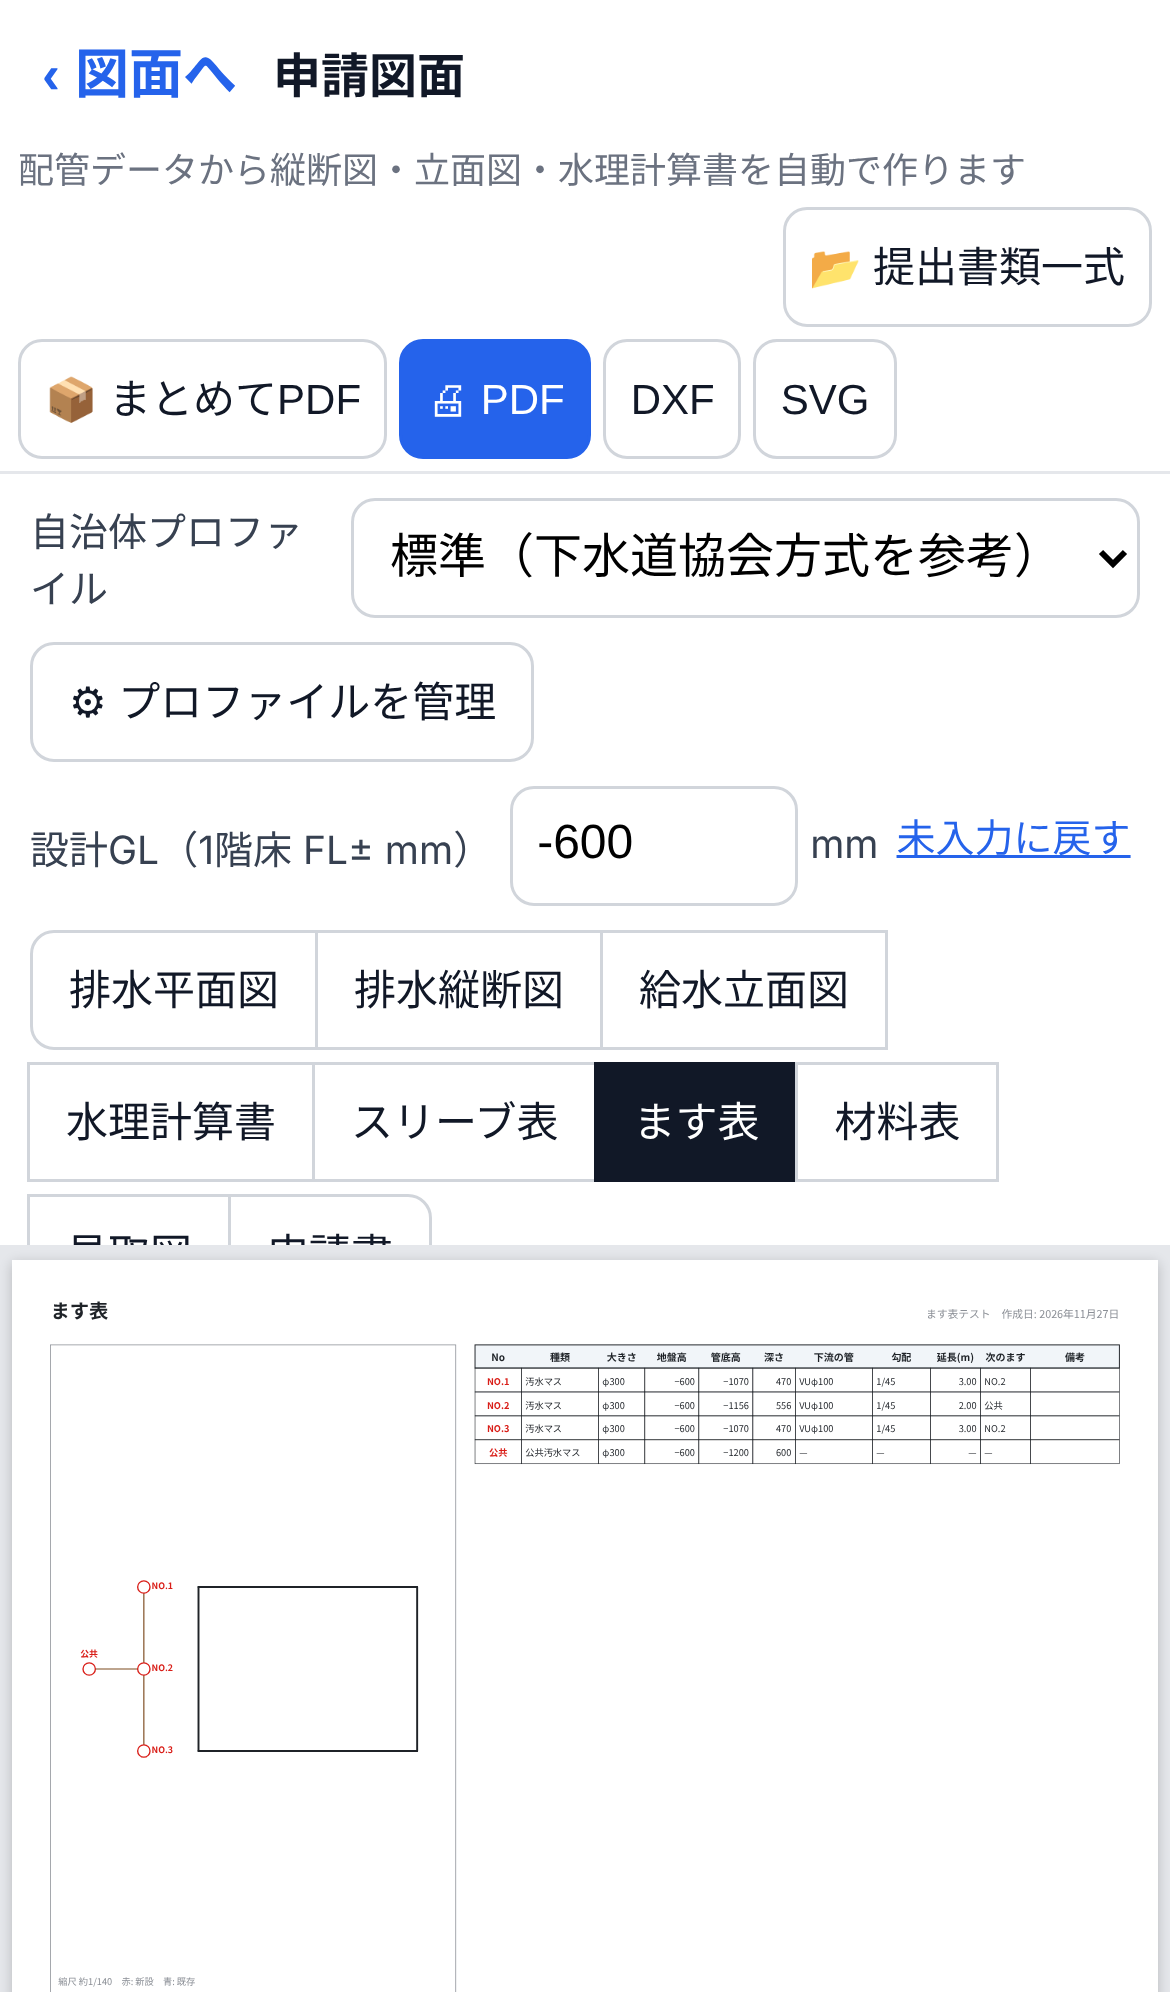 ‹ 図面へ 申請図面
配管データから縦断図・立面図・水理計算書を自動で作ります
📂 提出書類一式
📦 まとめてPDF 🖨 PDF DXF SVG
自治体プロファイル 標準（下水道協会方式を参考）
⚙ プロファイルを管理
設計GL（1階床 FL± mm） -600 mm 未入力に戻す
排水平面図 排水縦断図 給水立面図
水理計算書 スリーブ表 ます表 材料表
ます表 ます表テスト 作成日: 2026年11月27日
No 種類 大きさ 地盤高 管底高 深さ 下流の管 勾配 延長(m) 次のます 備考
NO.1 汚水マス φ300 −600 −1070 470 VUφ100 1/45 3.00 NO.2
NO.2 汚水マス φ300 −600 −1156 556 VUφ100 1/45 2.00 公共
NO.3 汚水マス φ300 −600 −1070 470 VUφ100 1/45 3.00 NO.2
公共 公共汚水マス φ300 −600 −1200 600 — — — —
NO.1
公共
NO.2
NO.3
縮尺 約1/140 赤: 新設 青: 既存